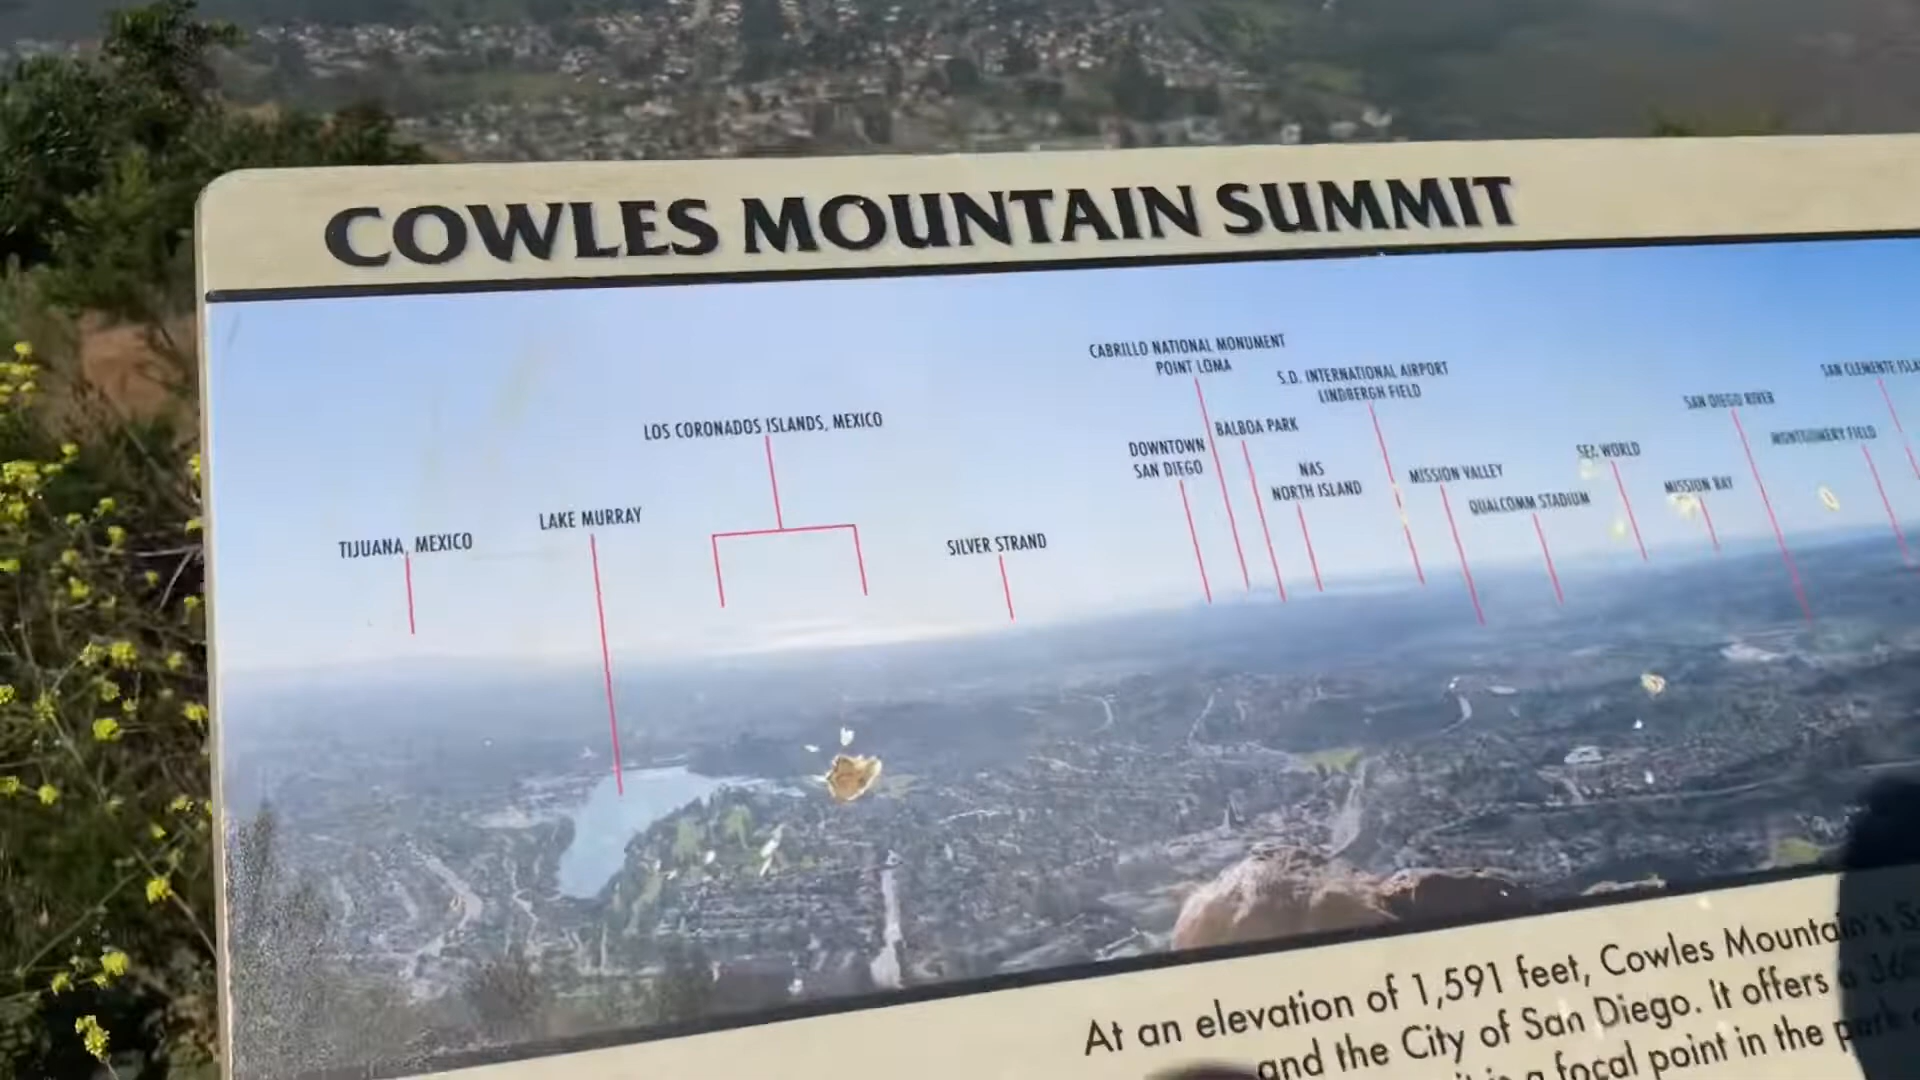 COWLES MOUNTAIN SUMMIT
CABRILLO NATIONAL MONUMENT
POINT LOMA
S.D. INTERNATIONAL AIRPORT
LINDBERGH FIELD
SAN CLEMENTE
SAN DIEGO RIVER
LOS CORONADOS ISLANDS, MEXICO
BALBOA PARK
MONTGOMERY FIELD
DOWNTOWN
SAN DIEGO
SEA WORLD
NAS
NORTH ISLAND
MISSION VALLEY
MISSION BAY
QUALCOMM STADIUM
LAKE MURRAY
TIJUANA, MEXICO
SILVER STRAND
At an elevation of 1,591 feet, Cowles Mountain's
and the City of San Diego. It offers a
a focal point in the park